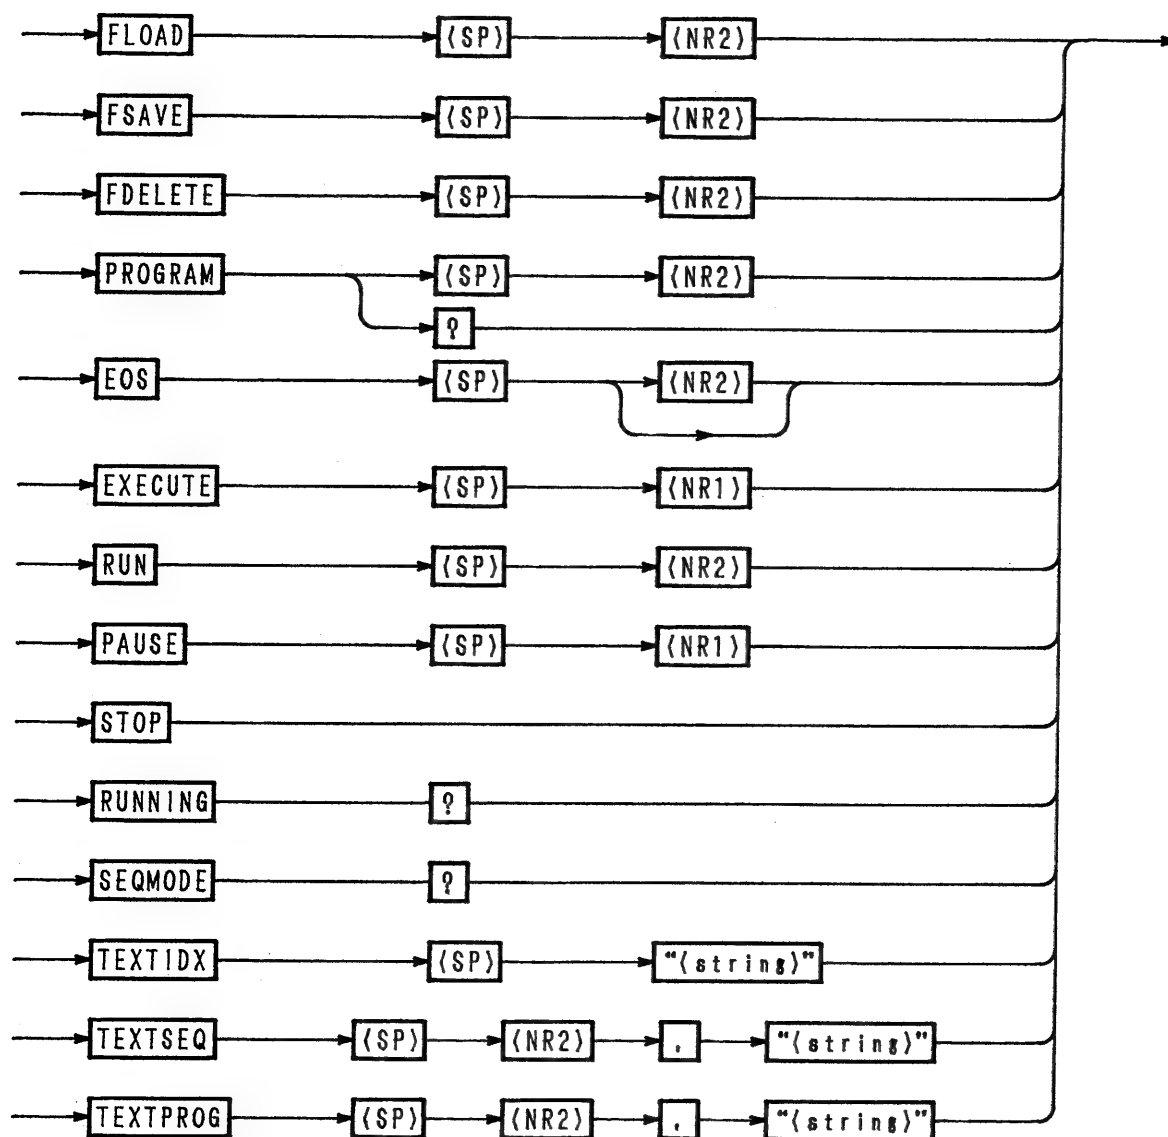 FLOAD ⟨SP⟩ ⟨NR2⟩
FSAVE ⟨SP⟩ ⟨NR2⟩
FDELETE ⟨SP⟩ ⟨NR2⟩
PROGRAM ⟨SP⟩ ⟨NR2⟩
?
EOS ⟨SP⟩ ⟨NR2⟩
EXECUTE ⟨SP⟩ ⟨NR1⟩
RUN ⟨SP⟩ ⟨NR2⟩
PAUSE ⟨SP⟩ ⟨NR1⟩
STOP
RUNNING ?
SEQMODE ?
TEXTIDX ⟨SP⟩ “⟨string⟩”
TEXTSEQ ⟨SP⟩ ⟨NR2⟩ , “⟨string⟩”
TEXTPROG ⟨SP⟩ ⟨NR2⟩ , “⟨string⟩”